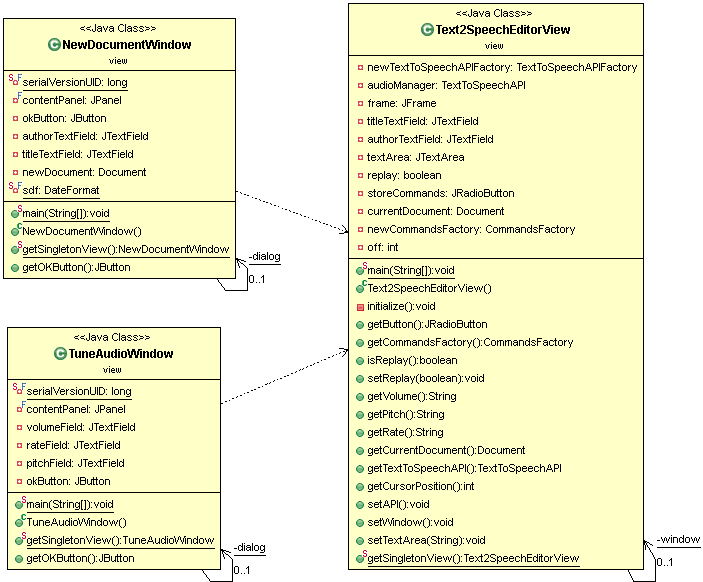 <<Java Class>>
NewDocumentWindow
view
serialVersionUID: long
contentPanel: JPanel
okButton: JButton
authorTextField: JTextField
titleTextField: JTextField
newDocument: Document
sdf: DateFormat
main(String[]):void
NewDocumentWindow()
getSingletonView():NewDocumentWindow
getOKButton():JButton
-dialog
0..1
<<Java Class>>
TuneAudioWindow
view
serialVersionUID: long
contentPanel: JPanel
volumeField: JTextField
rateField: JTextField
pitchField: JTextField
okButton: JButton
main(String[]):void
TuneAudioWindow()
getSingletonView():TuneAudioWindow
getOKButton():JButton
-dialog
0..1
<<Java Class>>
Text2SpeechEditorView
view
newTextToSpeechAPIFactory: TextToSpeechAPIFactory
audioManager: TextToSpeechAPI
frame: JFrame
titleTextField: JTextField
authorTextField: JTextField
textArea: JTextArea
replay: boolean
storeCommands: JRadioButton
currentDocument: Document
newCommandsFactory: CommandsFactory
off: int
main(String[]):void
Text2SpeechEditorView()
initialize():void
getButton():JRadioButton
getCommandsFactory():CommandsFactory
isReplay():boolean
setReplay(boolean):void
getVolume():String
getPitch():String
getRate():String
getCurrentDocument():Document
getTextToSpeechAPI():TextToSpeechAPI
getCursorPosition():int
setAPI():void
setWindow():void
setTextArea(String):void
getSingletonView():Text2SpeechEditorView
-window
0..1